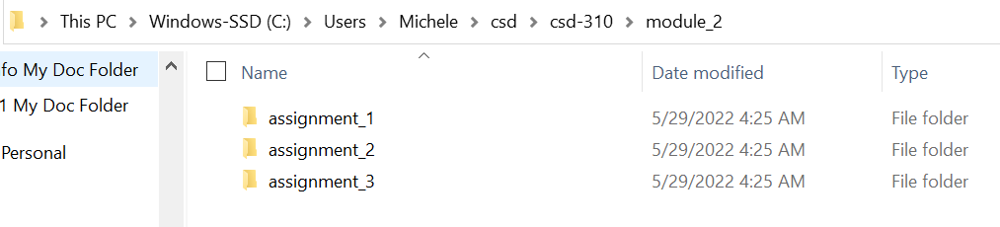 This PC > Windows-SSD (C:) > Users > Michele > csd > csd-310 > module_2
fo My Doc Folder
1 My Doc Folder
Personal
Name Date modified Type
assignment_1 5/29/2022 4:25 AM File folder
assignment_2 5/29/2022 4:25 AM File folder
assignment_3 5/29/2022 4:25 AM File folder